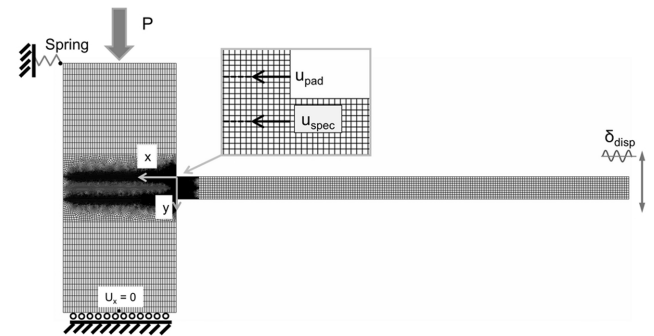 P
Spring
u_pad
u_spec
δ_disp
x
y
U_x = 0